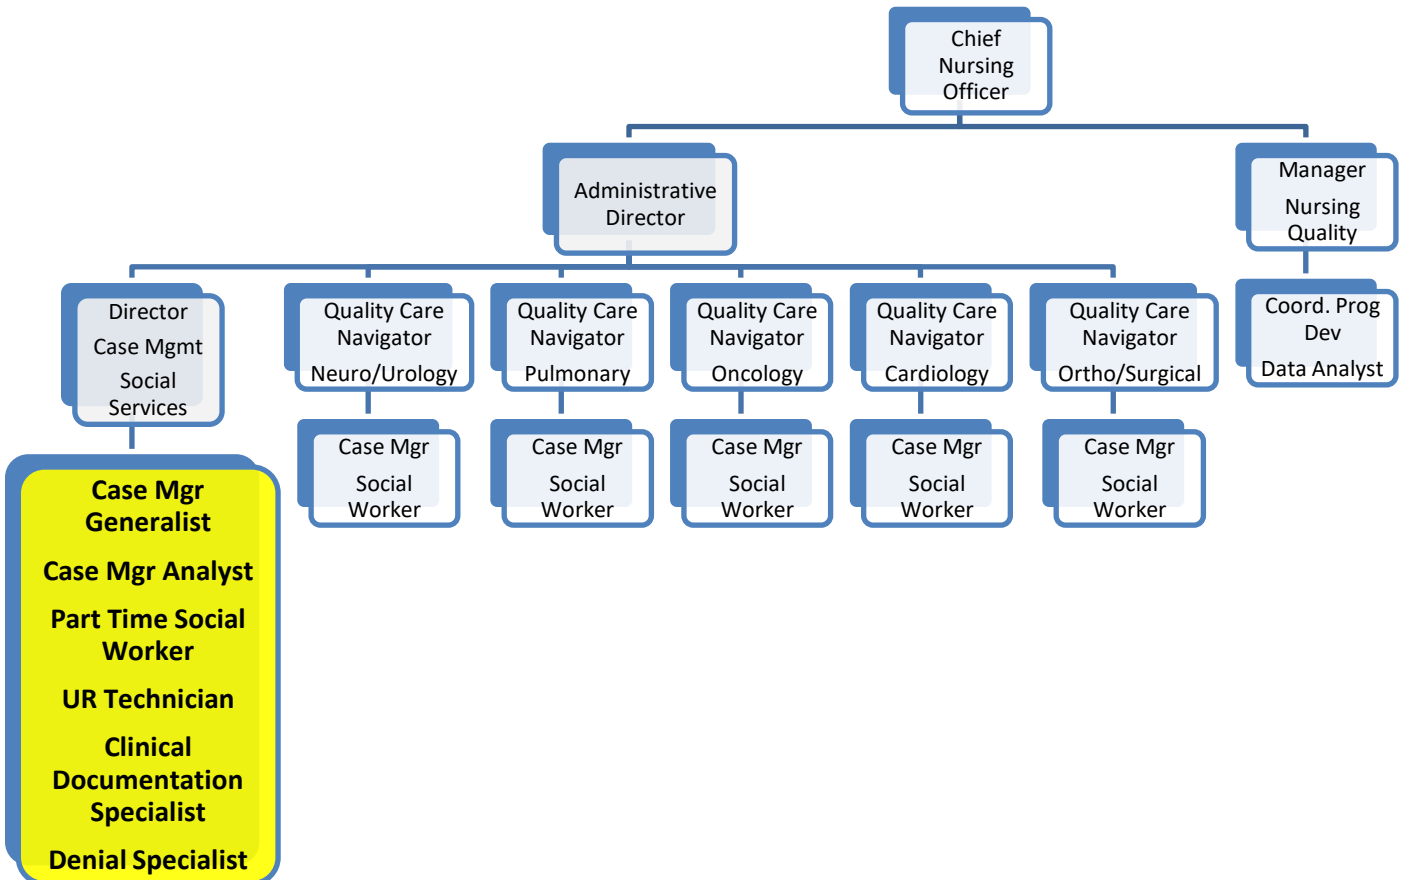 Chief
Nursing
Officer
Administrative
Director
Manager
Nursing
Quality
Director
Case Mgmt
Social
Services
Quality Care
Navigator
Neuro/Urology
Quality Care
Navigator
Pulmonary
Quality Care
Navigator
Oncology
Quality Care
Navigator
Cardiology
Quality Care
Navigator
Ortho/Surgical
Coord. Prog
Dev
Data Analyst
Case Mgr
Generalist
Case Mgr Analyst
Part Time Social
Worker
UR Technician
Clinical
Documentation
Specialist
Denial Specialist
Case Mgr
Social
Worker
Case Mgr
Social
Worker
Case Mgr
Social
Worker
Case Mgr
Social
Worker
Case Mgr
Social
Worker